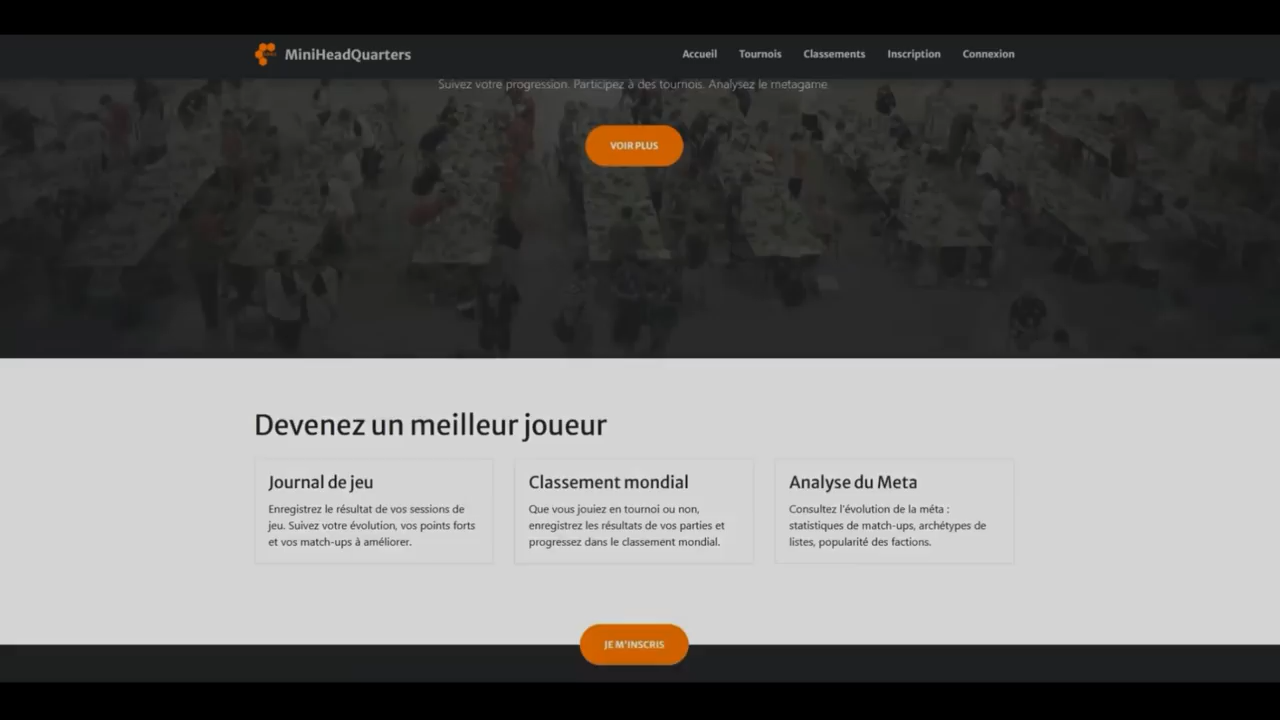 MiniHeadQuarters
Accueil Tournois Classements Inscription Connexion
Suivez votre progression. Participez à des tournois. Analysez le metagame
VOIR PLUS
Devenez un meilleur joueur
Journal de jeu
Enregistrez le résultat de vos sessions de
jeu. Suivez votre évolution, vos points forts
et vos match-ups à améliorer.
Classement mondial
Que vous jouiez en tournoi ou non,
enregistrez les résultats de vos parties et
progressez dans le classement mondial.
Analyse du Meta
Consultez l'évolution de la méta :
statistiques de match-ups, archétypes de
listes, popularité des factions.
JE M'INSCRIS